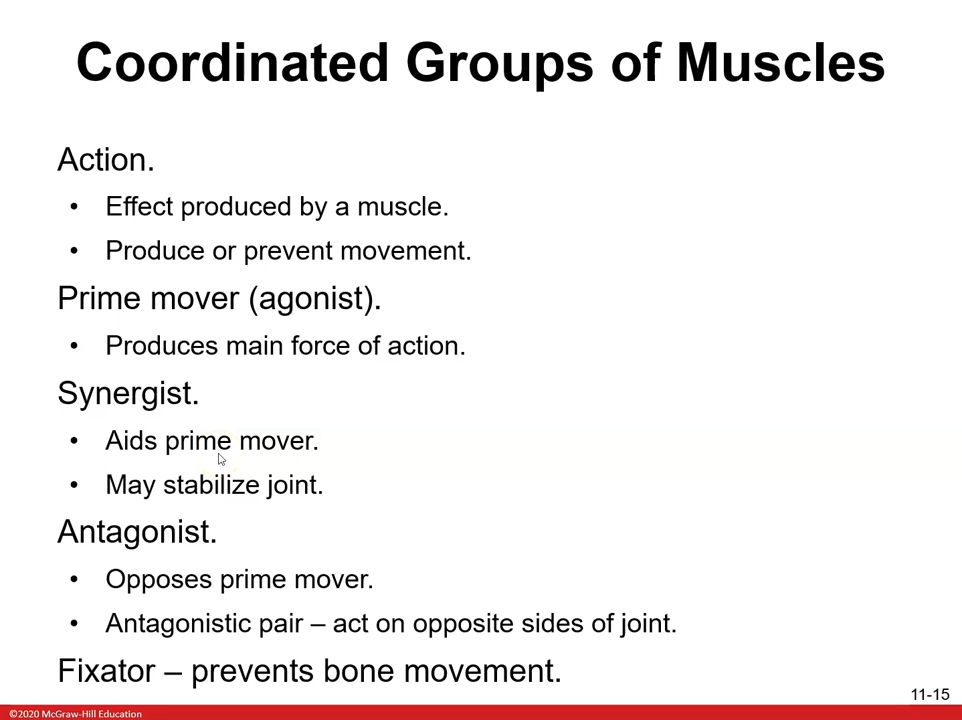 Coordinated Groups of Muscles
Action.
• Effect produced by a muscle.
• Produce or prevent movement.
Prime mover (agonist).
• Produces main force of action.
Synergist.
• Aids prime mover.
• May stabilize joint.
Antagonist.
• Opposes prime mover.
• Antagonistic pair – act on opposite sides of joint.
Fixator – prevents bone movement.
11-15
©2020 McGraw-Hill Education